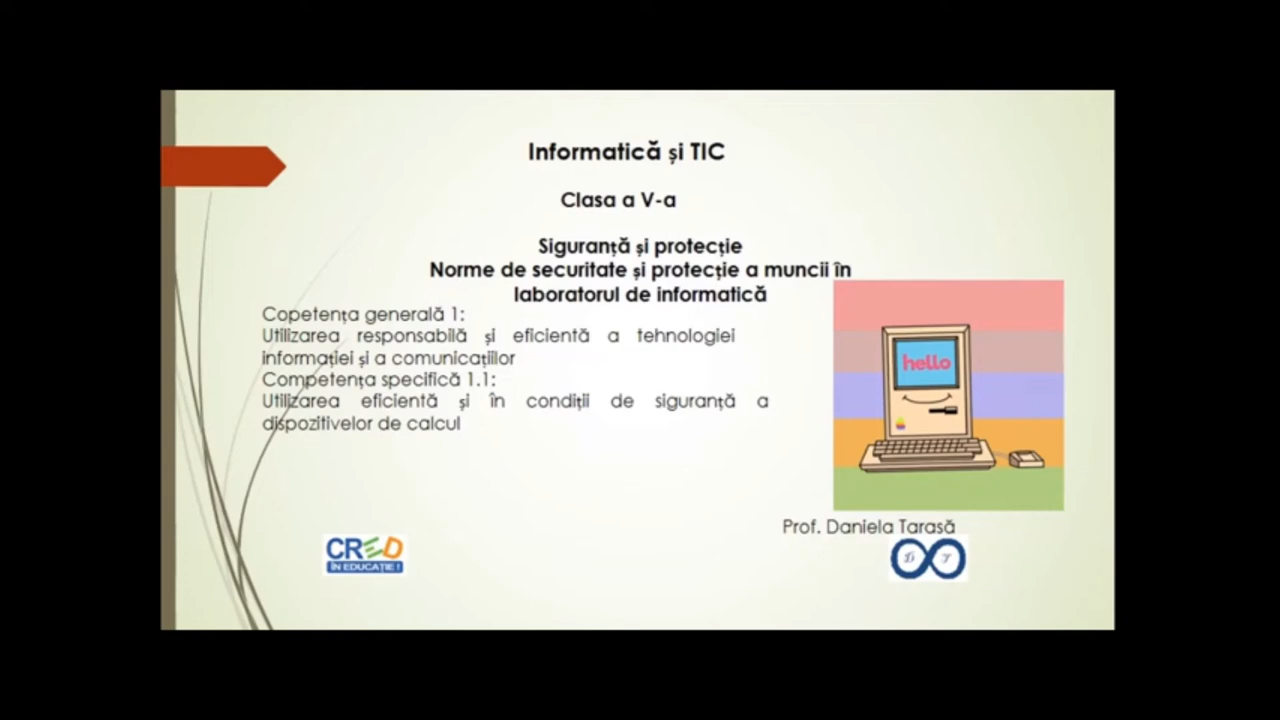 Informatică și TIC
Clasa a V-a
Siguranță și protecție
Norme de securitate și protecție a muncii în
laboratorul de informatică
Copetența generală 1:
Utilizarea responsabilă și eficientă a tehnologiei
informației și a comunicațiilor
Competența specifică 1.1:
Utilizarea eficientă și în condiții de siguranță a
dispozitivelor de calcul
hello
Prof. Daniela Tarasă
CRED
ÎN EDUCAȚIE !
D T